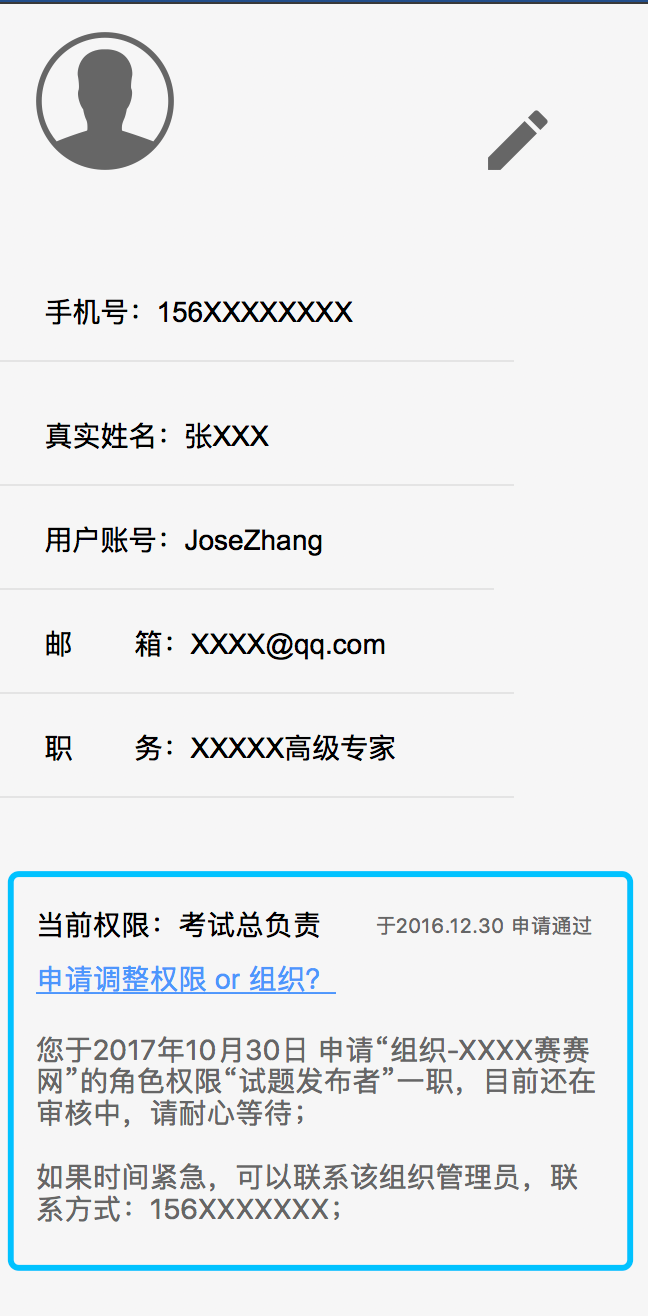 手机号：156XXXXXXXX
真实姓名：张XXX
用户账号：JoseZhang
邮　　箱：XXXX@qq.com
职　　务：XXXXX高级专家
当前权限：考试总负责 于2016.12.30 申请通过
申请调整权限 or 组织？
您于2017年10月30日 申请“组织-XXXX赛赛
网”的角色权限“试题发布者”一职，目前还在
审核中，请耐心等待；
如果时间紧急，可以联系该组织管理员，联
系方式：156XXXXXXX；